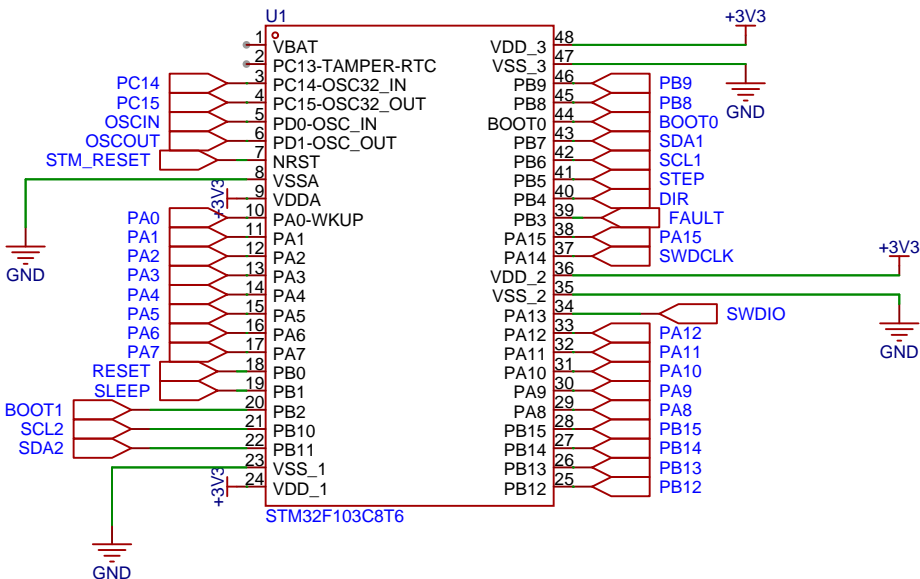 U1
+3V3
1 VBAT VDD_3 48
2 PC13-TAMPER-RTC VSS_3 47
PC14 3 PC14-OSC32_IN PB9 46 PB9
PC15 4 PC15-OSC32_OUT PB8 45 PB8
GND
OSCIN 5 PD0-OSC_IN BOOT0 44 BOOT0
OSCOUT 6 PD1-OSC_OUT PB7 43 SDA1
STM_RESET 7 NRST PB6 42 SCL1
8 VSSA PB5 41 STEP
+3V3 9 VDDA PB4 40 DIR
PA0 10 PA0-WKUP PB3 39 FAULT
PA1 11 PA1 PA15 38 PA15
PA2 12 PA2 PA14 37 SWDCLK
+3V3
GND
PA3 13 PA3 VDD_2 36
PA4 14 PA4 VSS_2 35
PA5 15 PA5 PA13 34 SWDIO
PA6 16 PA6 PA12 33 PA12
PA7 17 PA7 PA11 32 PA11
GND
RESET 18 PB0 PA10 31 PA10
SLEEP 19 PB1 PA9 30 PA9
BOOT1 20 PB2 PA8 29 PA8
SCL2 21 PB10 PB15 28 PB15
SDA2 22 PB11 PB14 27 PB14
23 VSS_1 PB13 26 PB13
+3V3 24 VDD_1 PB12 25 PB12
STM32F103C8T6
GND